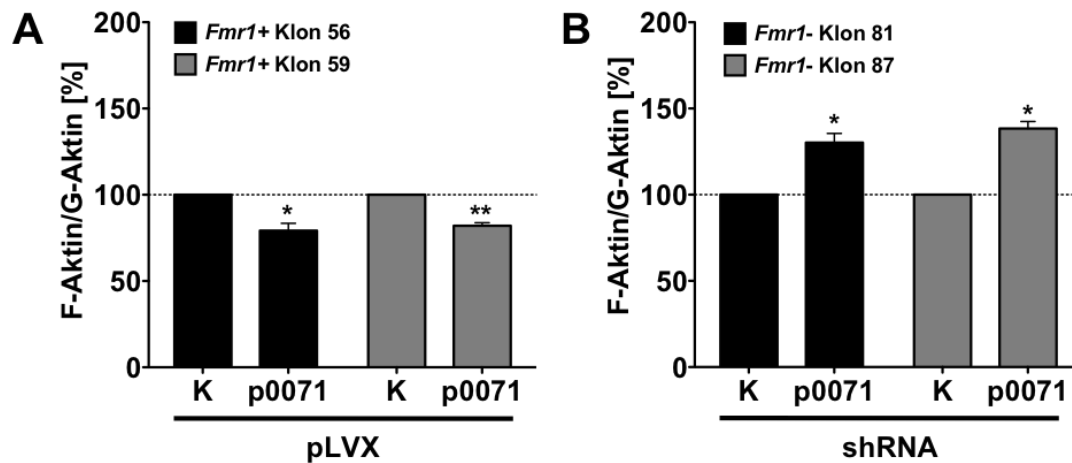 A
F-Aktin/G-Aktin [%]
200
150
100
50
0
Fmr1+ Klon 56
Fmr1+ Klon 59
*
**
K p0071 K p0071
pLVX
B
F-Aktin/G-Aktin [%]
200
150
100
50
0
Fmr1- Klon 81
Fmr1- Klon 87
*
*
K p0071 K p0071
shRNA